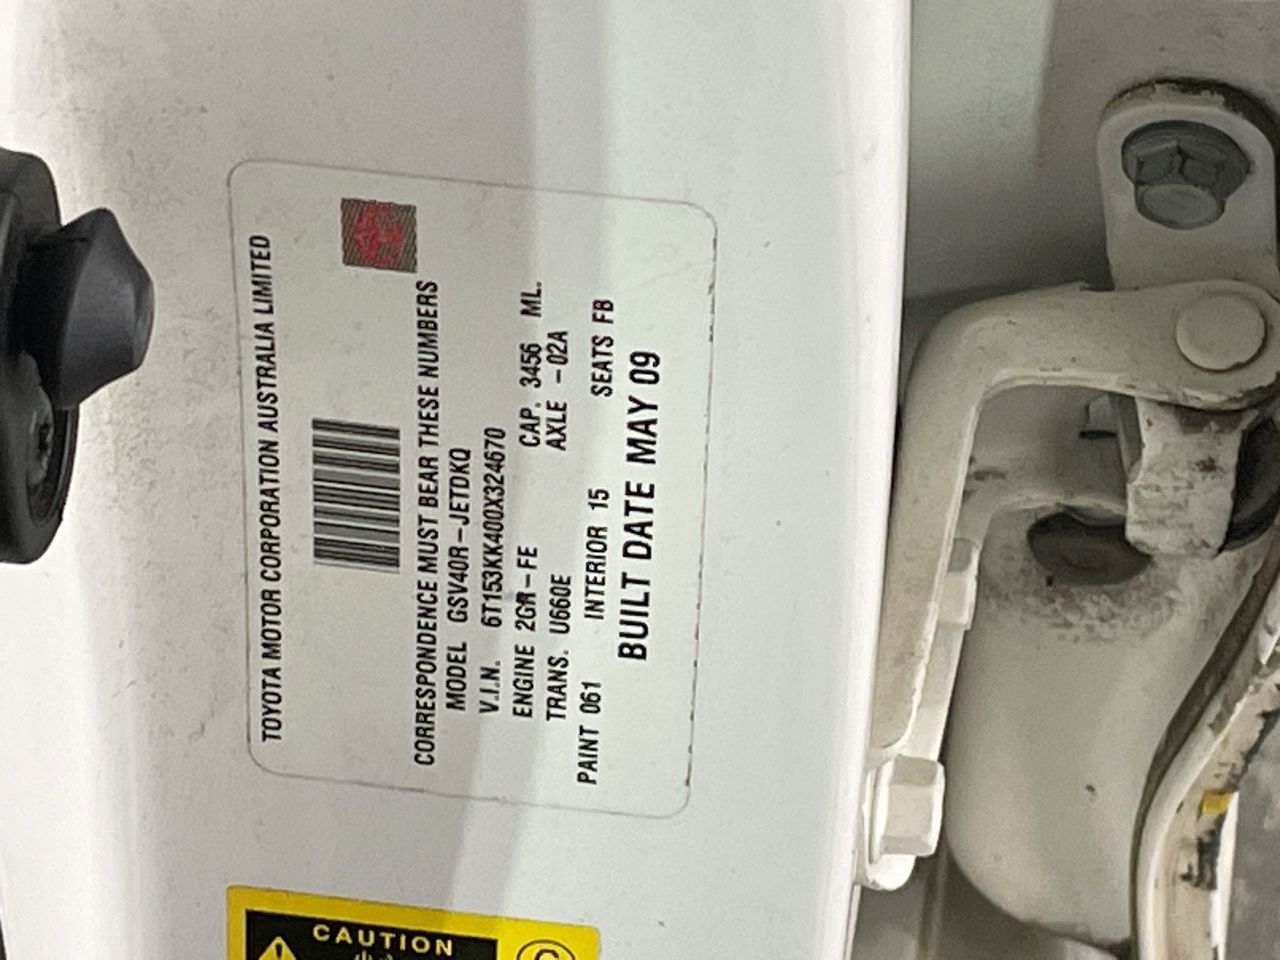 TOYOTA MOTOR CORPORATION AUSTRALIA LIMITED
CORRESPONDENCE MUST BEAR THESE NUMBERS
MODEL GSV40R-JETDKQ
V.I.N. 6T153KK400X324670
ENGINE 2GR-FE CAP. 3456 ML.
TRANS. U660E AXLE -02A
PAINT 061 INTERIOR 15 SEATS FB
BUILT DATE MAY 09
CAUTION